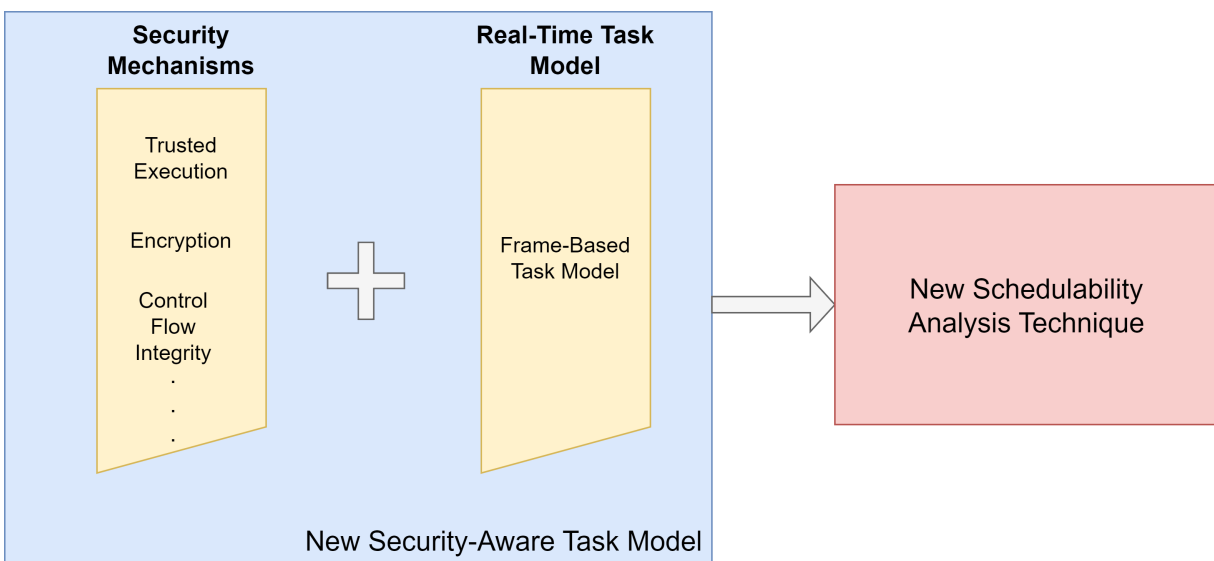 Security
Mechanisms
Trusted
Execution
Encryption
Control
Flow
Integrity
.
.
.
Real-Time Task
Model
Frame-Based
Task Model
New Security-Aware Task Model
New Schedulability
Analysis Technique